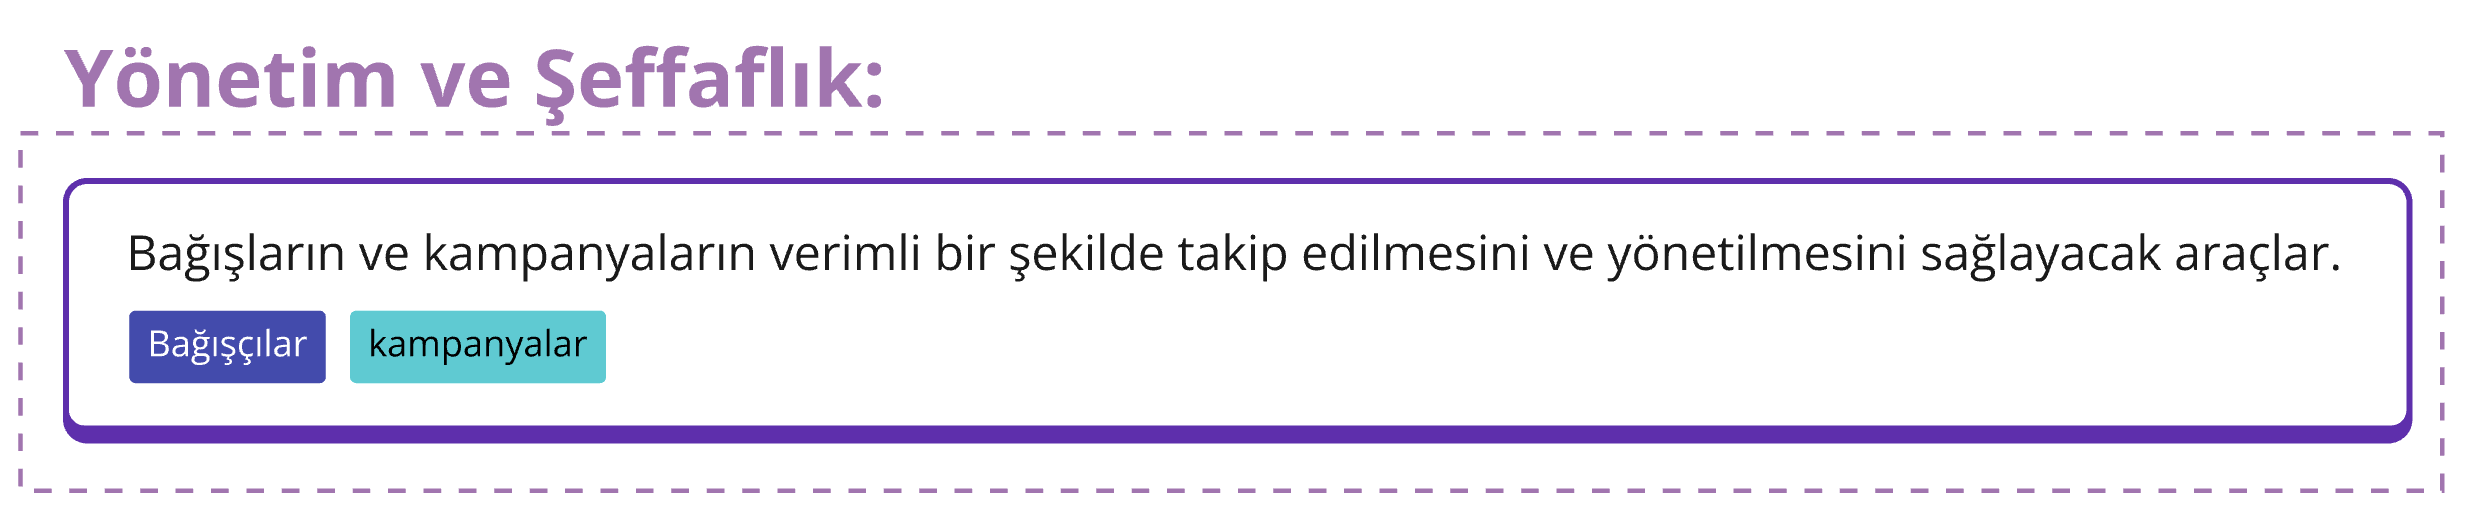 Yönetim ve Şeffaflık:
Bağışların ve kampanyaların verimli bir şekilde takip edilmesini ve yönetilmesini sağlayacak araçlar.
Bağışçılar kampanyalar